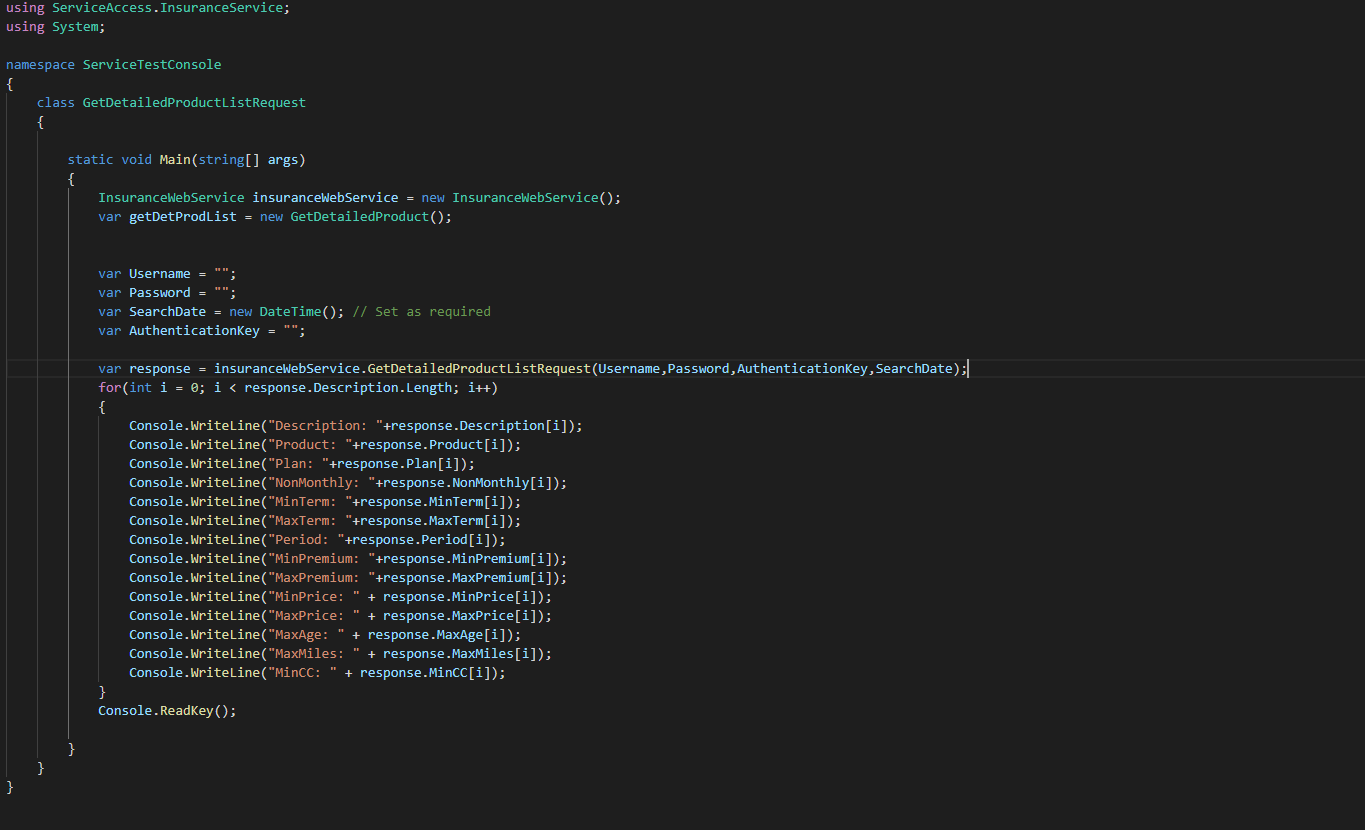 using ServiceAccess.InsuranceService;
using System;
namespace ServiceTestConsole
{
class GetDetailedProductListRequest
{
static void Main(string[] args)
{
InsuranceWebService insuranceWebService = new InsuranceWebService();
var getDetProdList = new GetDetailedProduct();
var Username = "";
var Password = "";
var SearchDate = new DateTime(); // Set as required
var AuthenticationKey = "";
var response = insuranceWebService.GetDetailedProductListRequest(Username,Password,AuthenticationKey,SearchDate);
for(int i = 0; i < response.Description.Length; i++)
{
Console.WriteLine("Description: "+response.Description[i]);
Console.WriteLine("Product: "+response.Product[i]);
Console.WriteLine("Plan: "+response.Plan[i]);
Console.WriteLine("NonMonthly: "+response.NonMonthly[i]);
Console.WriteLine("MinTerm: "+response.MinTerm[i]);
Console.WriteLine("MaxTerm: "+response.MaxTerm[i]);
Console.WriteLine("Period: "+response.Period[i]);
Console.WriteLine("MinPremium: "+response.MinPremium[i]);
Console.WriteLine("MaxPremium: "+response.MaxPremium[i]);
Console.WriteLine("MinPrice: " + response.MinPrice[i]);
Console.WriteLine("MaxPrice: " + response.MaxPrice[i]);
Console.WriteLine("MaxAge: " + response.MaxAge[i]);
Console.WriteLine("MaxMiles: " + response.MaxMiles[i]);
Console.WriteLine("MinCC: " + response.MinCC[i]);
}
Console.ReadKey();
}
}
}